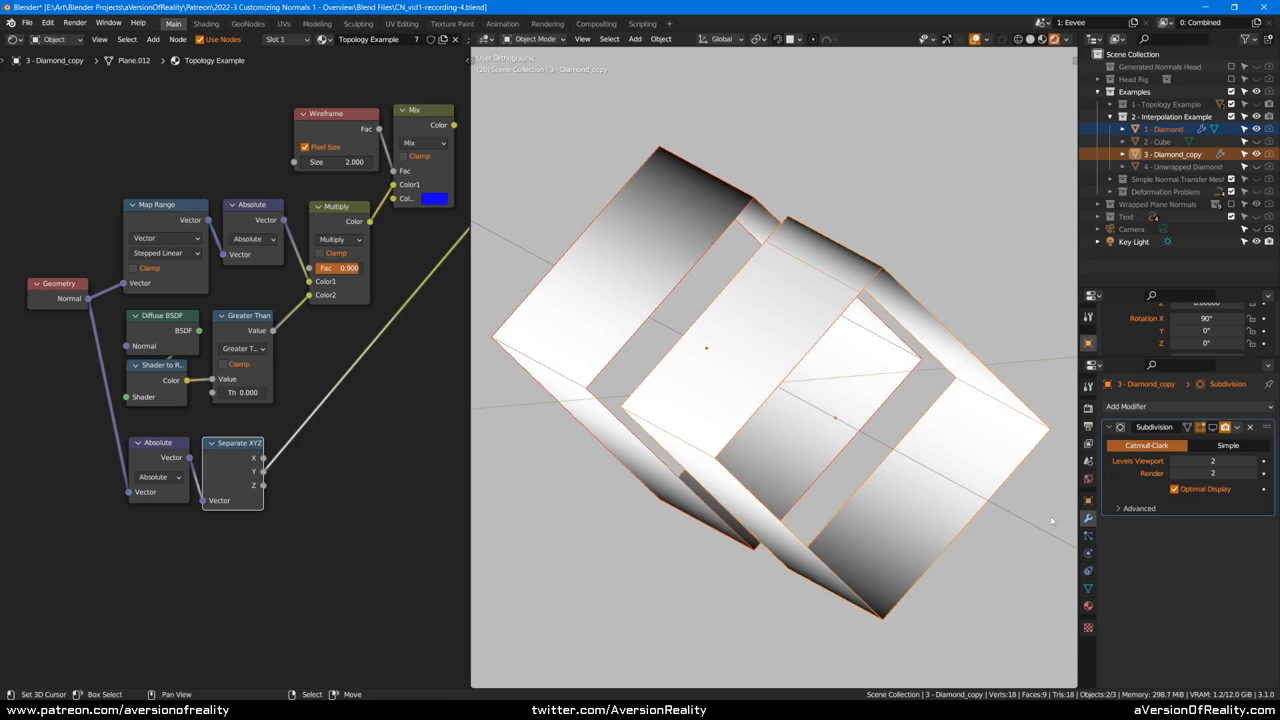 Blender* [E:\Art\Blender Projects\aVersionOfReality\Patreon\2022-3 Customizing Normals 1 - Overview\Blend Files\CN_vid1-recording-4.blend]
File Edit Render Window Help Main Shading GeoNodes UVs Modeling Sculpting UV Editing Texture Paint Animation Rendering Compositing Scripting + 1: Eevee 0: Combined
Object View Select Add Node Use Nodes Slot 1 Topology Example 7 Object Mode View Select Add Object Global
3 - Diamond_copy Plane.012 Topology Example
User Orthographic
(20) Scene Collection | 3 - Diamond_copy
Scene Collection
Generated Normals Head
Head Rig
Examples
1 - Topology Example
2 - Interpolation Example
1 - Diamond
2 - Cube
3 - Diamond_copy
4 - Unwrapped Diamond
Simple Normal Transfer Mesh
Deformation Problem
Wrapped Plane Normals
Text
Camera
Key Light
Wireframe
Fac
Pixel Size
Size 2.000
Mix
Color
Mix
Clamp
Fac
Color1
Col..
Map Range
Vector
Vector
Stepped Linear
Clamp
Vector
Absolute
Vector
Absolute
Vector
Multiply
Color
Multiply
Clamp
Fac 0.900
Color1
Color2
Geometry
Normal
Diffuse BSDF
BSDF
Normal
Shader to R...
Color
Shader
Greater Than
Value
Greater T...
Clamp
Value
Th 0.000
Absolute
Vector
Absolute
Vector
Separate XYZ
X
Y
Z
Vector
Rotation X 90°
Y 0°
Z 0°
3 - Diamond_copy Subdivision
Add Modifier
Subdivision
Catmull-Clark Simple
Levels Viewport 2
Render 2
Optimal Display
Advanced
Set 3D Cursor Box Select Pan View Select Move Scene Collection | 3 - Diamond_copy | Verts:18 | Faces:9 | Tris:18 | Objects:2/3 | Memory: 298.7 MiB | VRAM: 1.2/12.0 GiB | 3.1.0
www.patreon.com/aversionofreality twitter.com/AversionReality aVersionOfReality.com